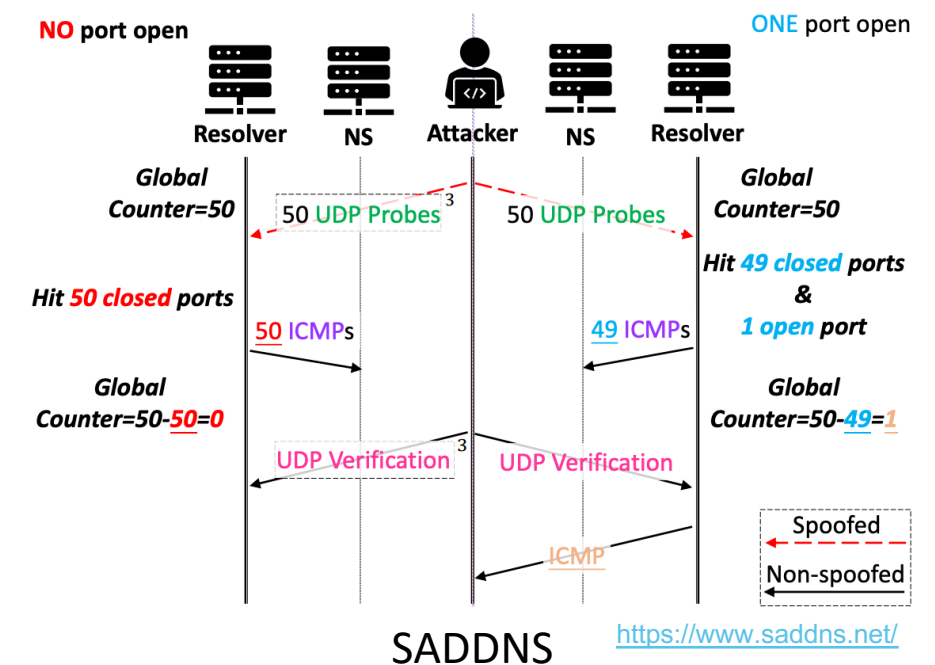 NO port open
ONE port open
Resolver
NS
Attacker
NS
Resolver
</>
Global
Counter=50
50 UDP Probes
3
50 UDP Probes
Global
Counter=50
Hit 50 closed ports
Hit 49 closed ports
&
1 open port
50 ICMPs
49 ICMPs
Global
Counter=50-50=0
Global
Counter=50-49=1
UDP Verification
3
UDP Verification
ICMP
Spoofed
Non-spoofed
SADDNS
https://www.saddns.net/